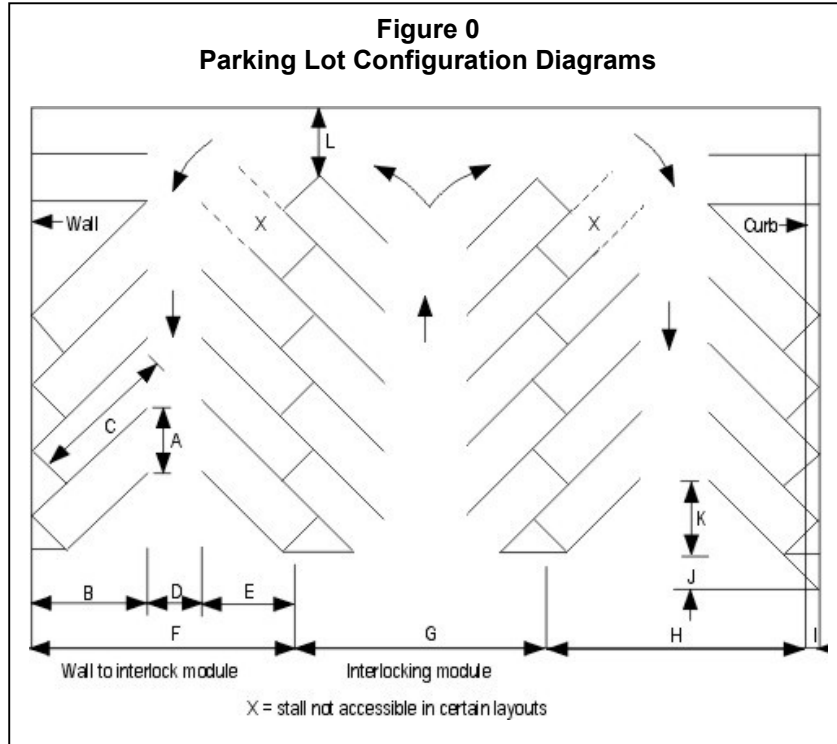 Figure 0
Parking Lot Configuration Diagrams
L
X
X
Wall
Curb
C
A
K
J
B
D
E
F
G
H
I
Wall to interlock module
Interlocking module
X = stall not accessible in certain layouts